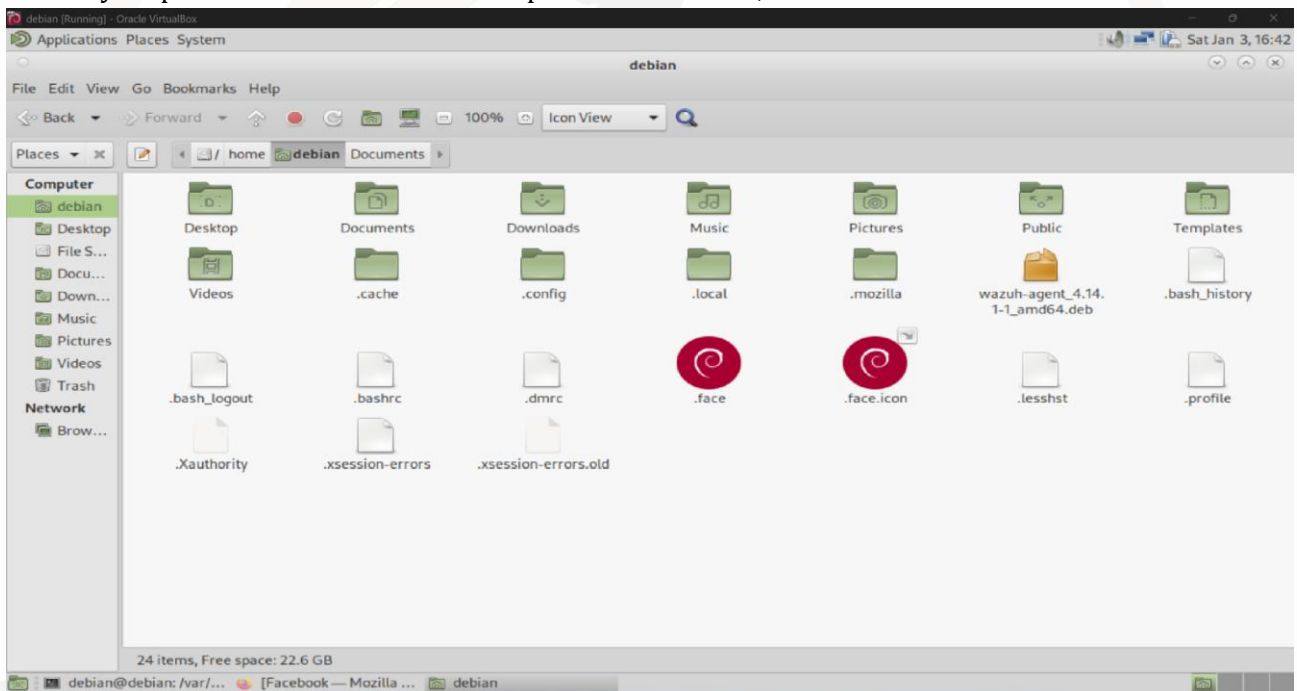 debian [Running] - Oracle VirtualBox
Applications Places System
Sat Jan 3, 16:42
debian
File Edit View Go Bookmarks Help
Back Forward 100% Icon View
Places / home debian Documents
Computer
debian
Desktop
File S...
Docu...
Down...
Music
Pictures
Videos
Trash
Network
Brow...
Desktop Documents Downloads Music Pictures Public Templates
Videos .cache .config .local .mozilla wazuh-agent_4.14. .bash_history
1-1_amd64.deb
.bash_logout .bashrc .dmrc .face .face.icon .lesshst .profile
.Xauthority .xsession-errors .xsession-errors.old
24 items, Free space: 22.6 GB
debian@debian: /var/... [Facebook — Mozilla ... debian